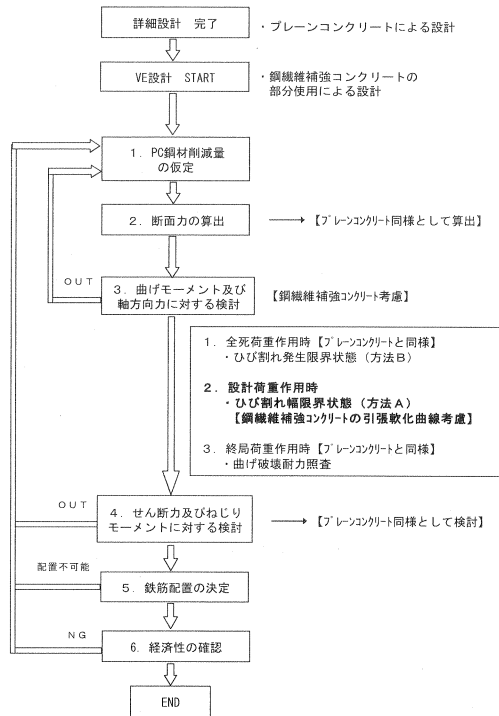 詳細設計　完了
・プレーンコンクリートによる設計
VE設計　START
・鋼繊維補強コンクリートの
部分使用による設計
1．PC鋼材削減量
の仮定
2．断面力の算出
【ﾌﾟﾚｰﾝｺﾝｸﾘｰﾄ同様として算出】
OUT
3．曲げモーメント及び
軸方向力に対する検討
【鋼繊維補強ｺﾝｸﾘｰﾄ考慮】
1．全死荷重作用時【ﾌﾟﾚｰﾝｺﾝｸﾘｰﾄと同様】
・ひび割れ発生限界状態（方法B）
2．設計荷重作用時
・ひび割れ幅限界状態（方法A）
【鋼繊維補強ｺﾝｸﾘｰﾄの引張軟化曲線考慮】
3．終局荷重作用時【ﾌﾟﾚｰﾝｺﾝｸﾘｰﾄと同様】
・曲げ破壊耐力照査
OUT
4．せん断力及びねじり
モーメントに対する検討
【ﾌﾟﾚｰﾝｺﾝｸﾘｰﾄ同様として検討】
配置不可能
5．鉄筋配置の決定
NG
6．経済性の確認
END